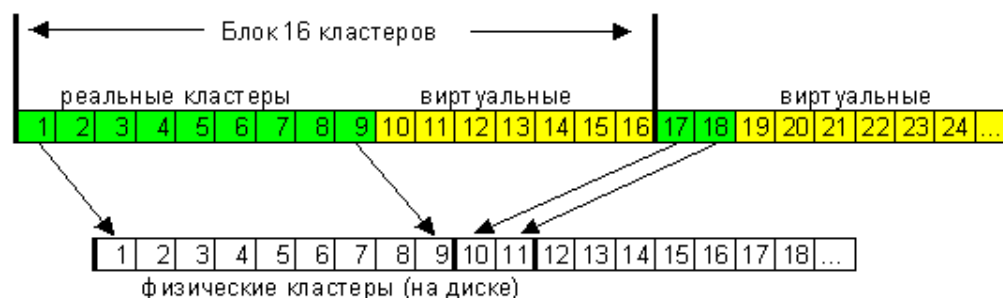 Блок 16 кластеров
реальные кластеры виртуальные виртуальные
1 2 3 4 5 6 7 8 9 10 11 12 13 14 15 16 17 18 19 20 21 22 23 24 ...
1 2 3 4 5 6 7 8 9 10 11 12 13 14 15 16 17 18 ...
физические кластеры (на диске)